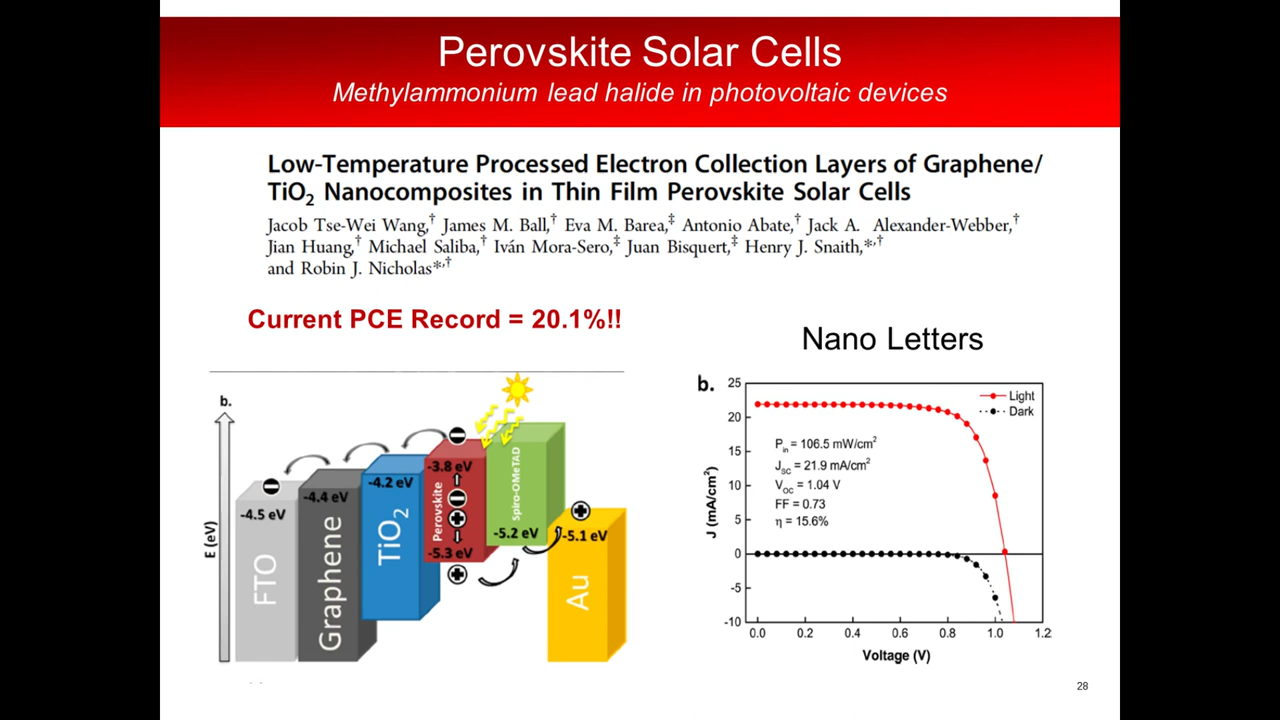 Perovskite Solar Cells
Methylammonium lead halide in photovoltaic devices
Low-Temperature Processed Electron Collection Layers of Graphene/
TiO2 Nanocomposites in Thin Film Perovskite Solar Cells
Jacob Tse-Wei Wang,† James M. Ball,† Eva M. Barea,‡ Antonio Abate,† Jack A. Alexander-Webber,†
Jian Huang,† Michael Saliba,† Iván Mora-Sero,‡ Juan Bisquert,‡ Henry J. Snaith,*,†
and Robin J. Nicholas*,†
Current PCE Record = 20.1%!!
Nano Letters
b.
E (eV)
-4.5 eV
FTO
-4.4 eV
Graphene
-4.2 eV
TiO2
-3.8 eV
Perovskite
-5.3 eV
Spiro-OMeTAD
-5.2 eV
-5.1 eV
Au
b.
J (mA/cm²)
25
20
15
10
5
0
-5
-10
Light
Dark
Pin = 106.5 mW/cm²
JSC = 21.9 mA/cm²
VOC = 1.04 V
FF = 0.73
η = 15.6%
0.0 0.2 0.4 0.6 0.8 1.0 1.2
Voltage (V)
28